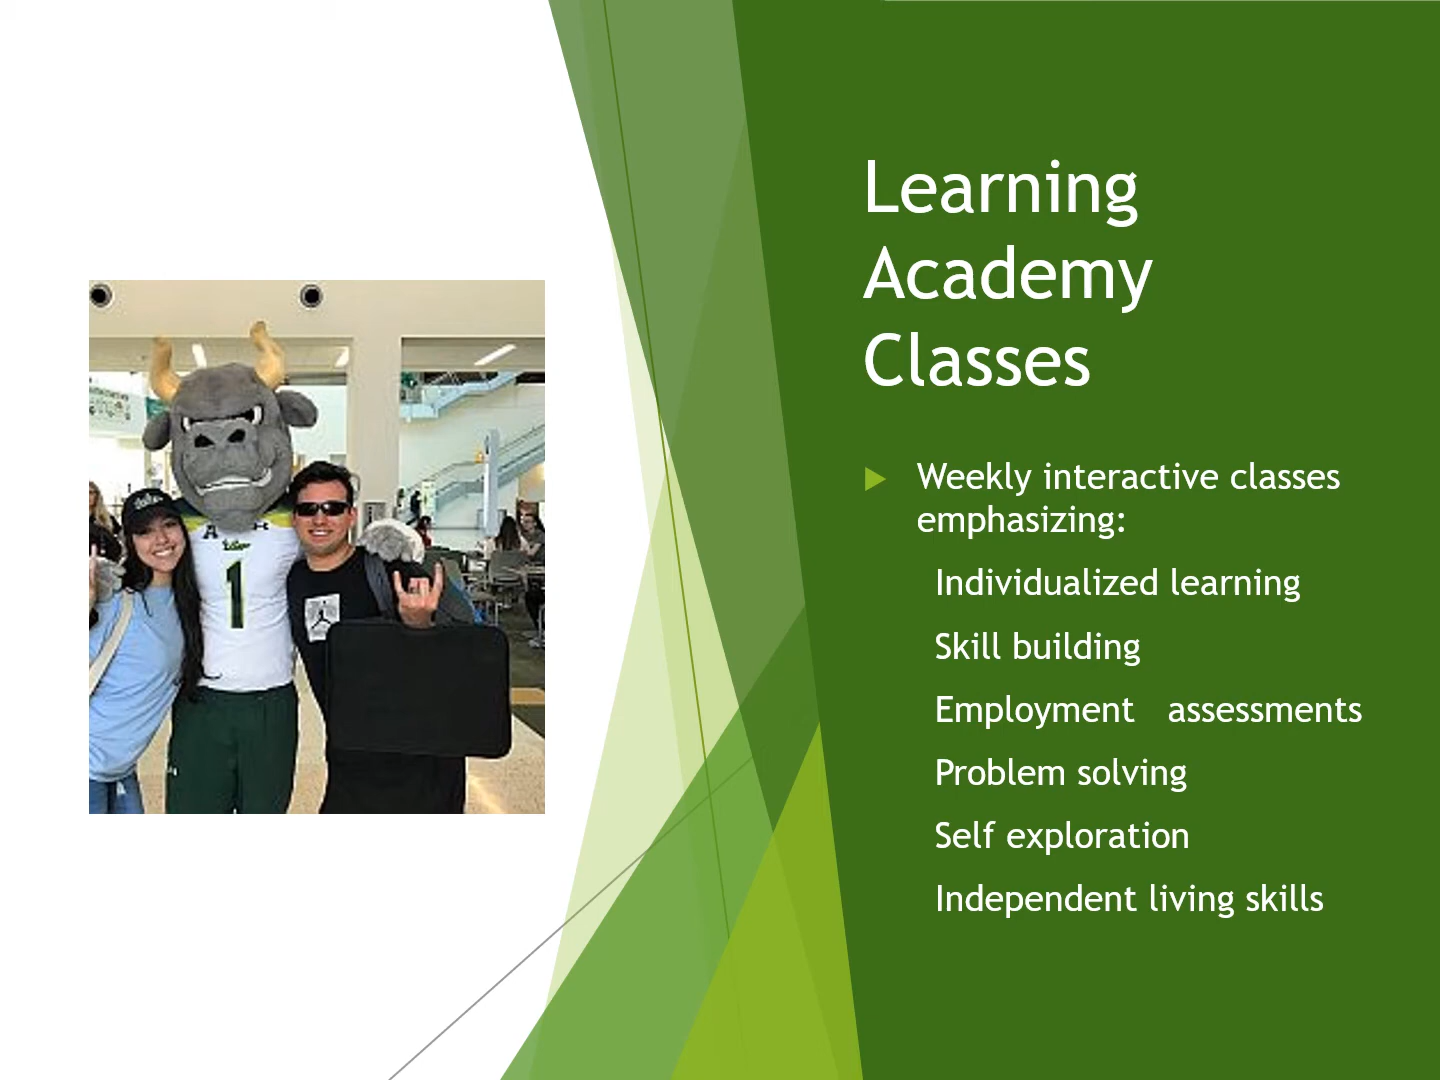 Learning
Academy
Classes
Weekly interactive classes
emphasizing:
Individualized learning
Skill building
Employment   assessments
Problem solving
Self exploration
Independent living skills
1